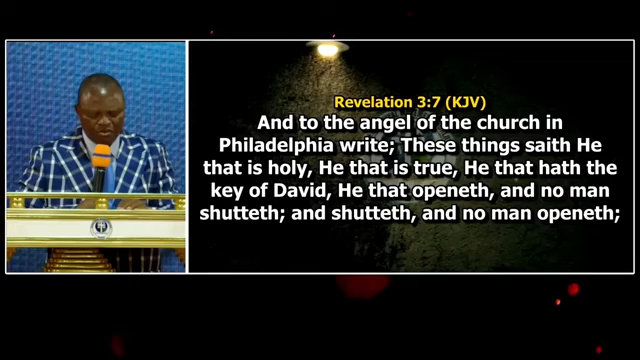 Revelation 3:7 (KJV)
And to the angel of the church in
Philadelphia write; These things saith He
that is holy, He that is true, He that hath the
key of David, He that openeth, and no man
shutteth; and shutteth, and no man openeth;